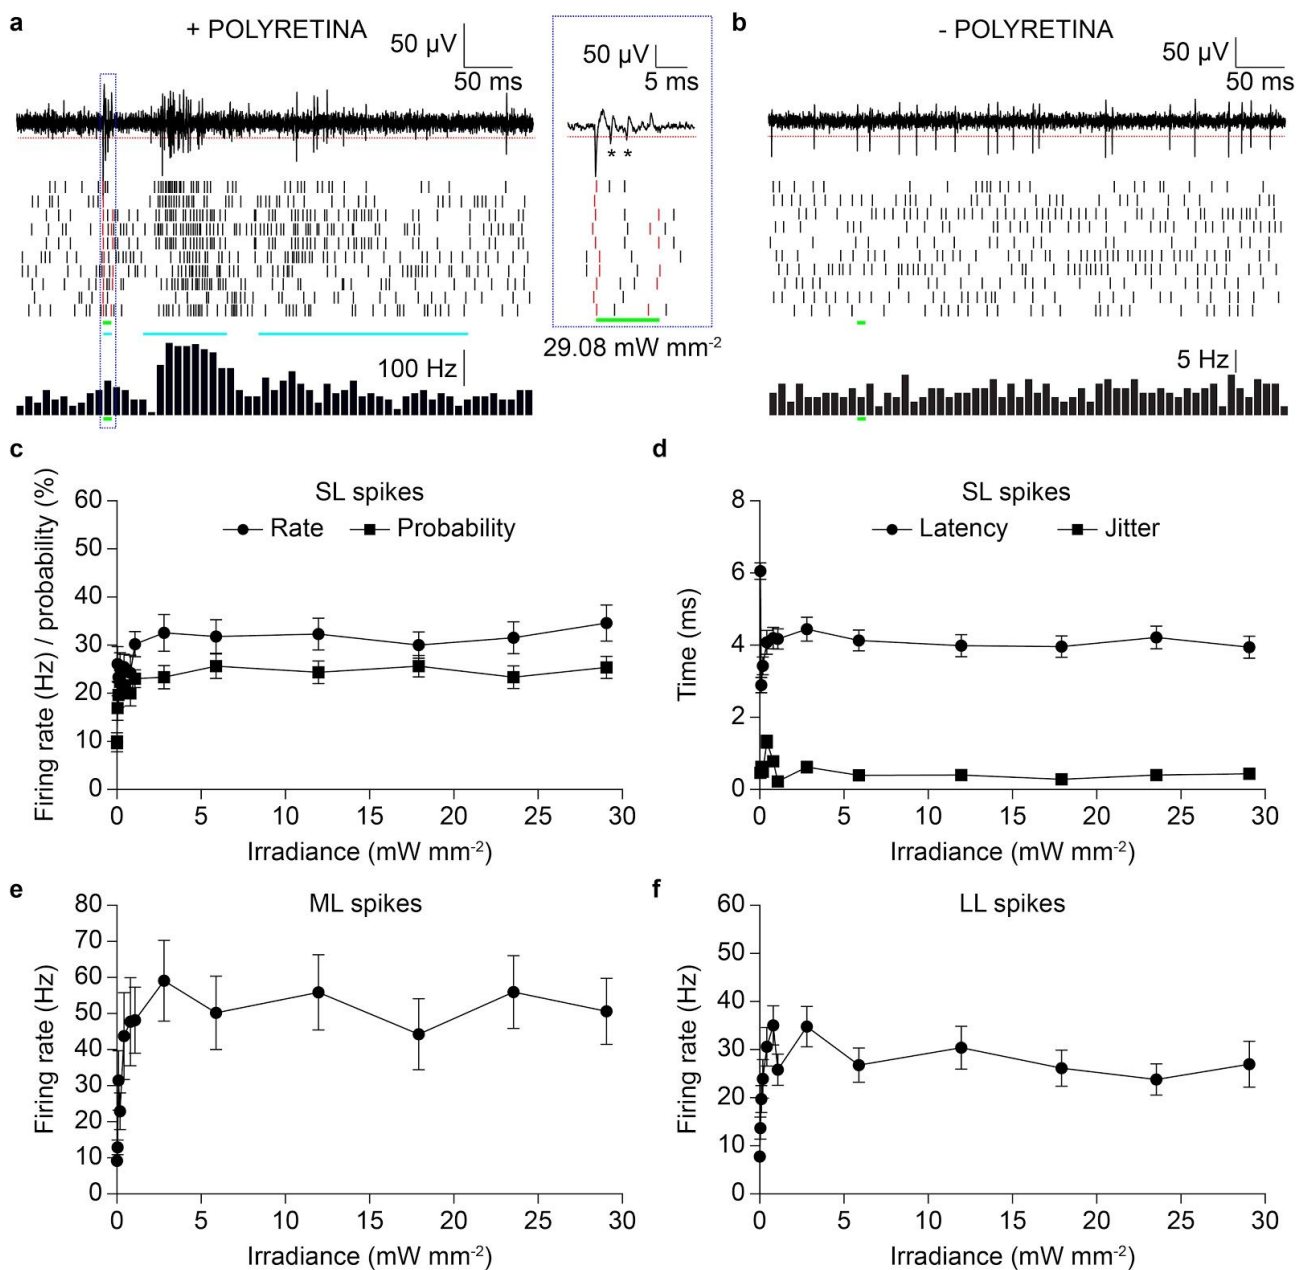 a
+ POLYRETINA
50 µV
50 ms
50 µV
5 ms
* *
29.08 mW mm-2
100 Hz
b
- POLYRETINA
50 µV
50 ms
5 Hz
c
SL spikes
Rate
Probability
Firing rate (Hz) / probability (%)
60
50
40
30
20
10
0
0 5 10 15 20 25 30
Irradiance (mW mm-2)
d
SL spikes
Latency
Jitter
Time (ms)
8
6
4
2
0
0 5 10 15 20 25 30
Irradiance (mW mm-2)
e
ML spikes
Firing rate (Hz)
80
70
60
50
40
30
20
10
0
0 5 10 15 20 25 30
Irradiance (mW mm-2)
f
LL spikes
Firing rate (Hz)
60
50
40
30
20
10
0
0 5 10 15 20 25 30
Irradiance (mW mm-2)